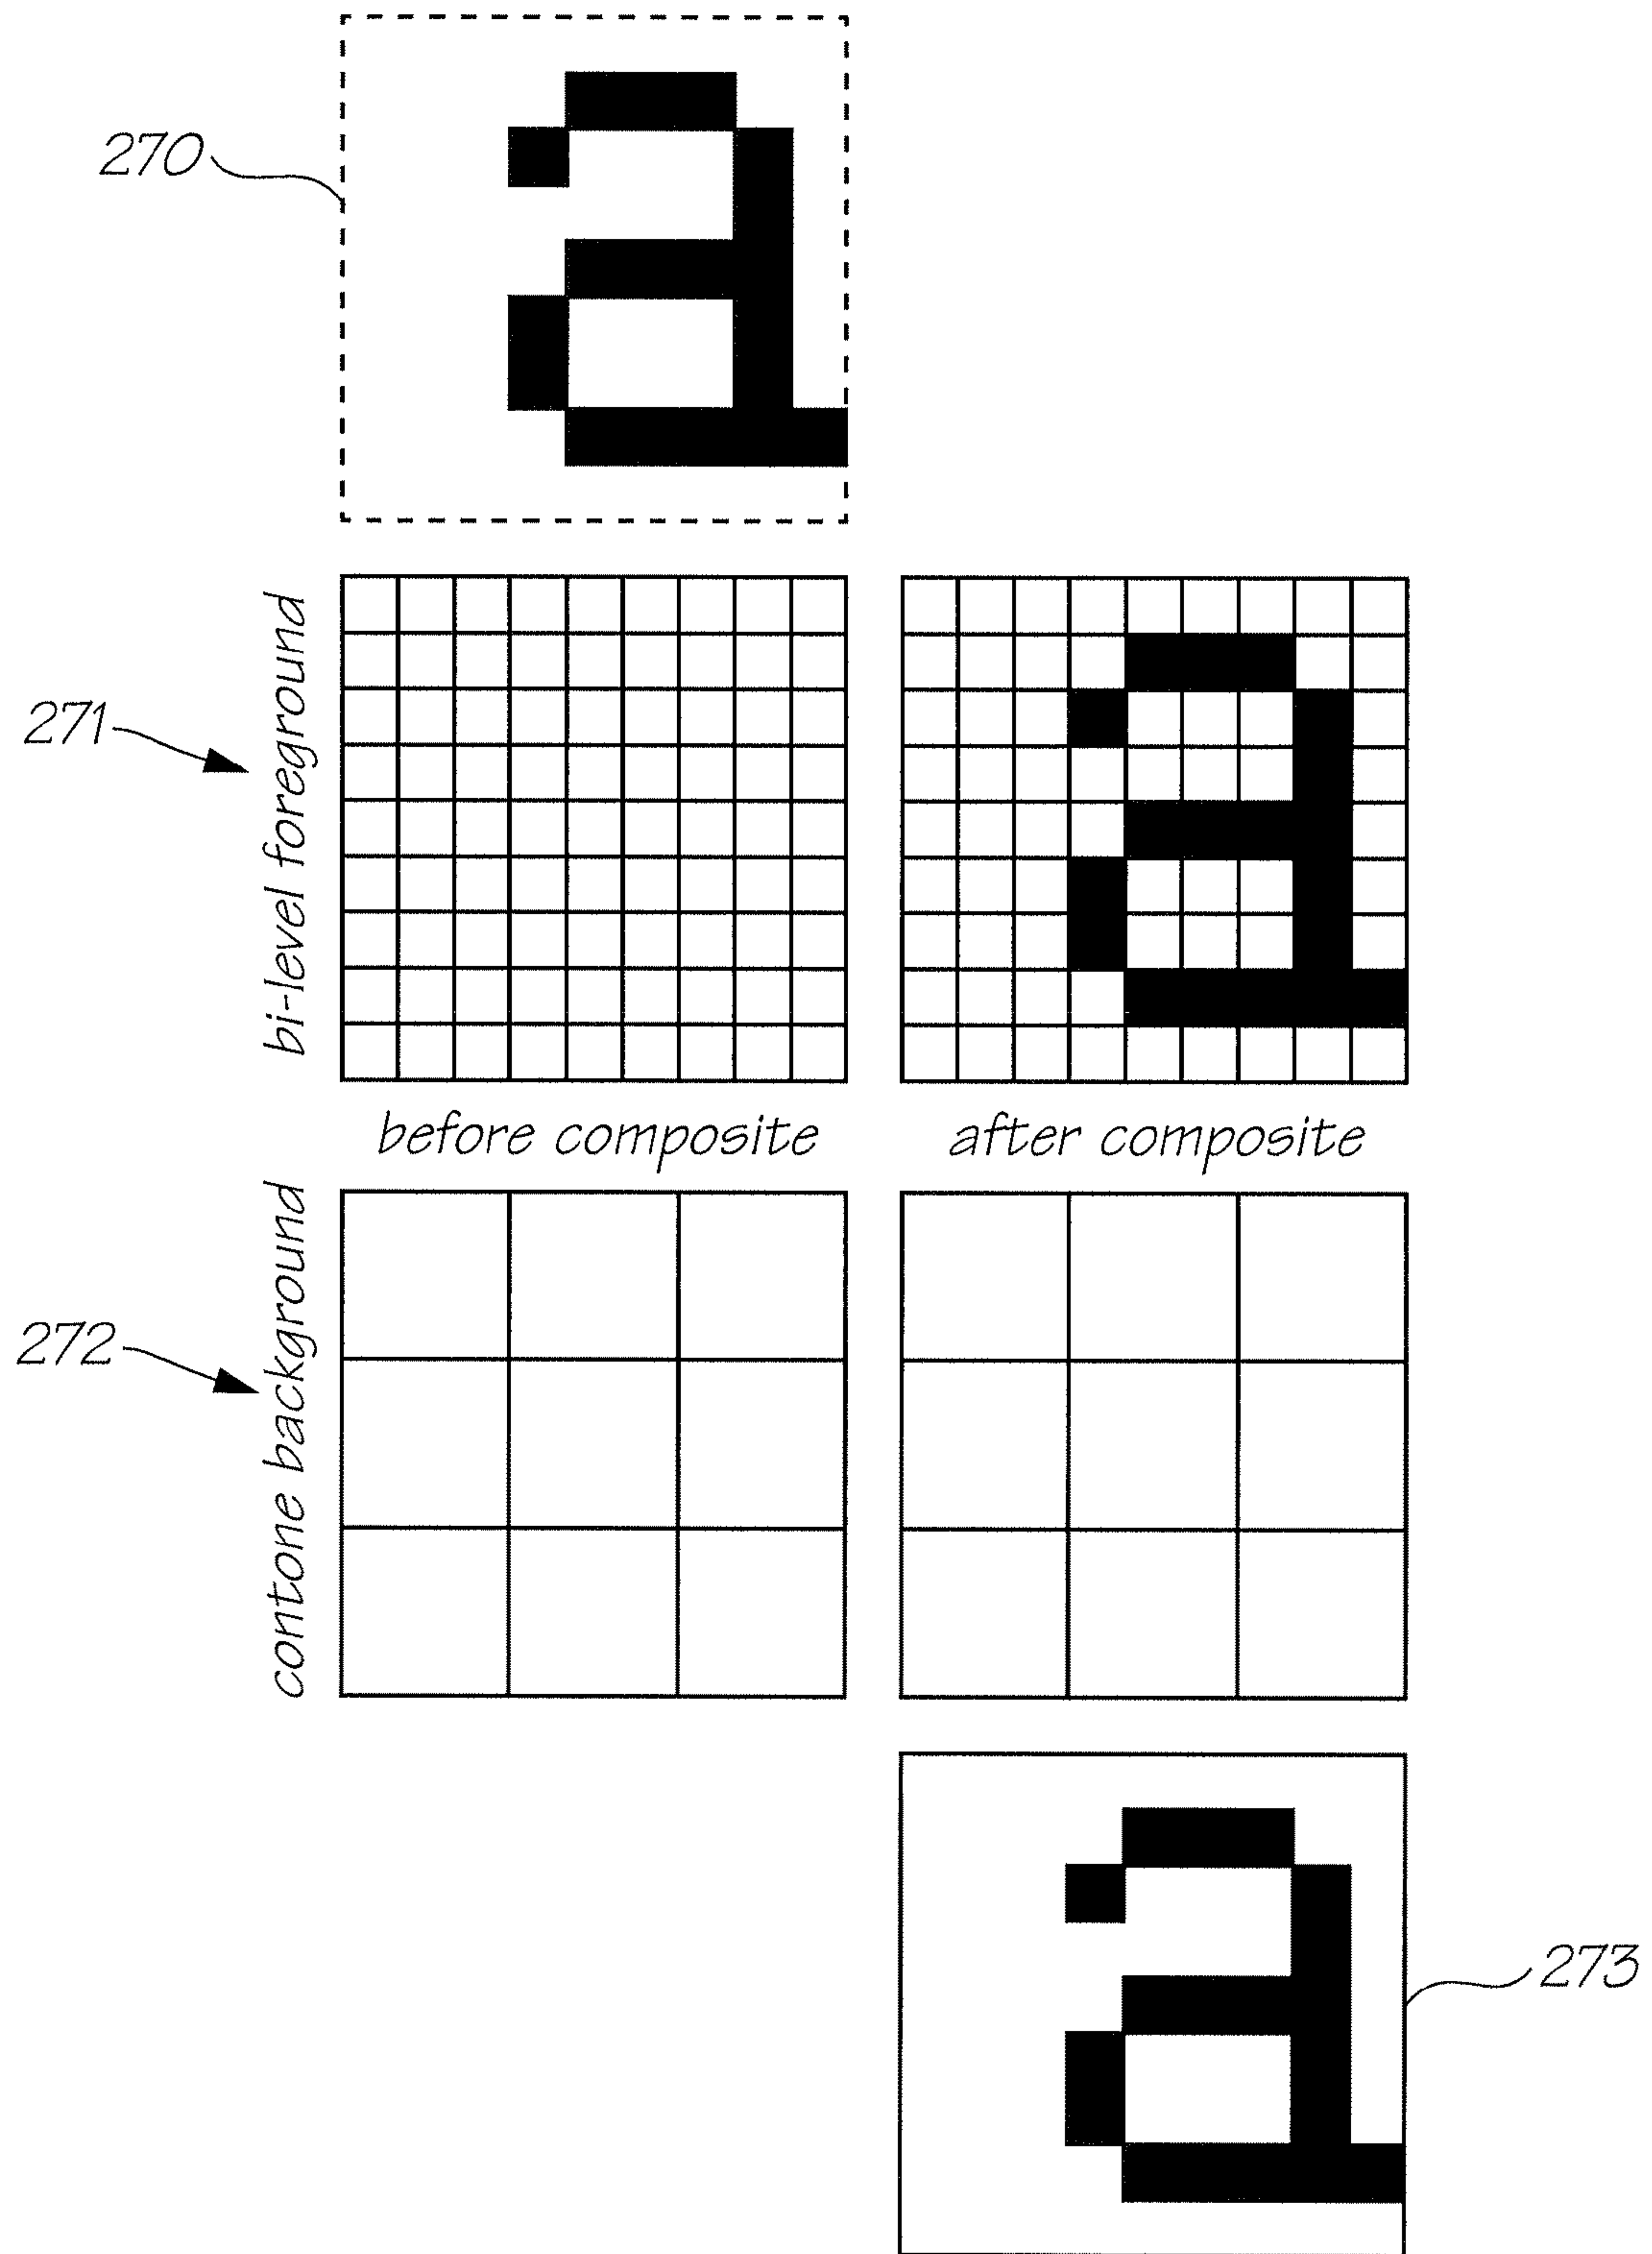 270
a
271
bi-level foreground
a
before composite
after composite
272
contone background
a
273